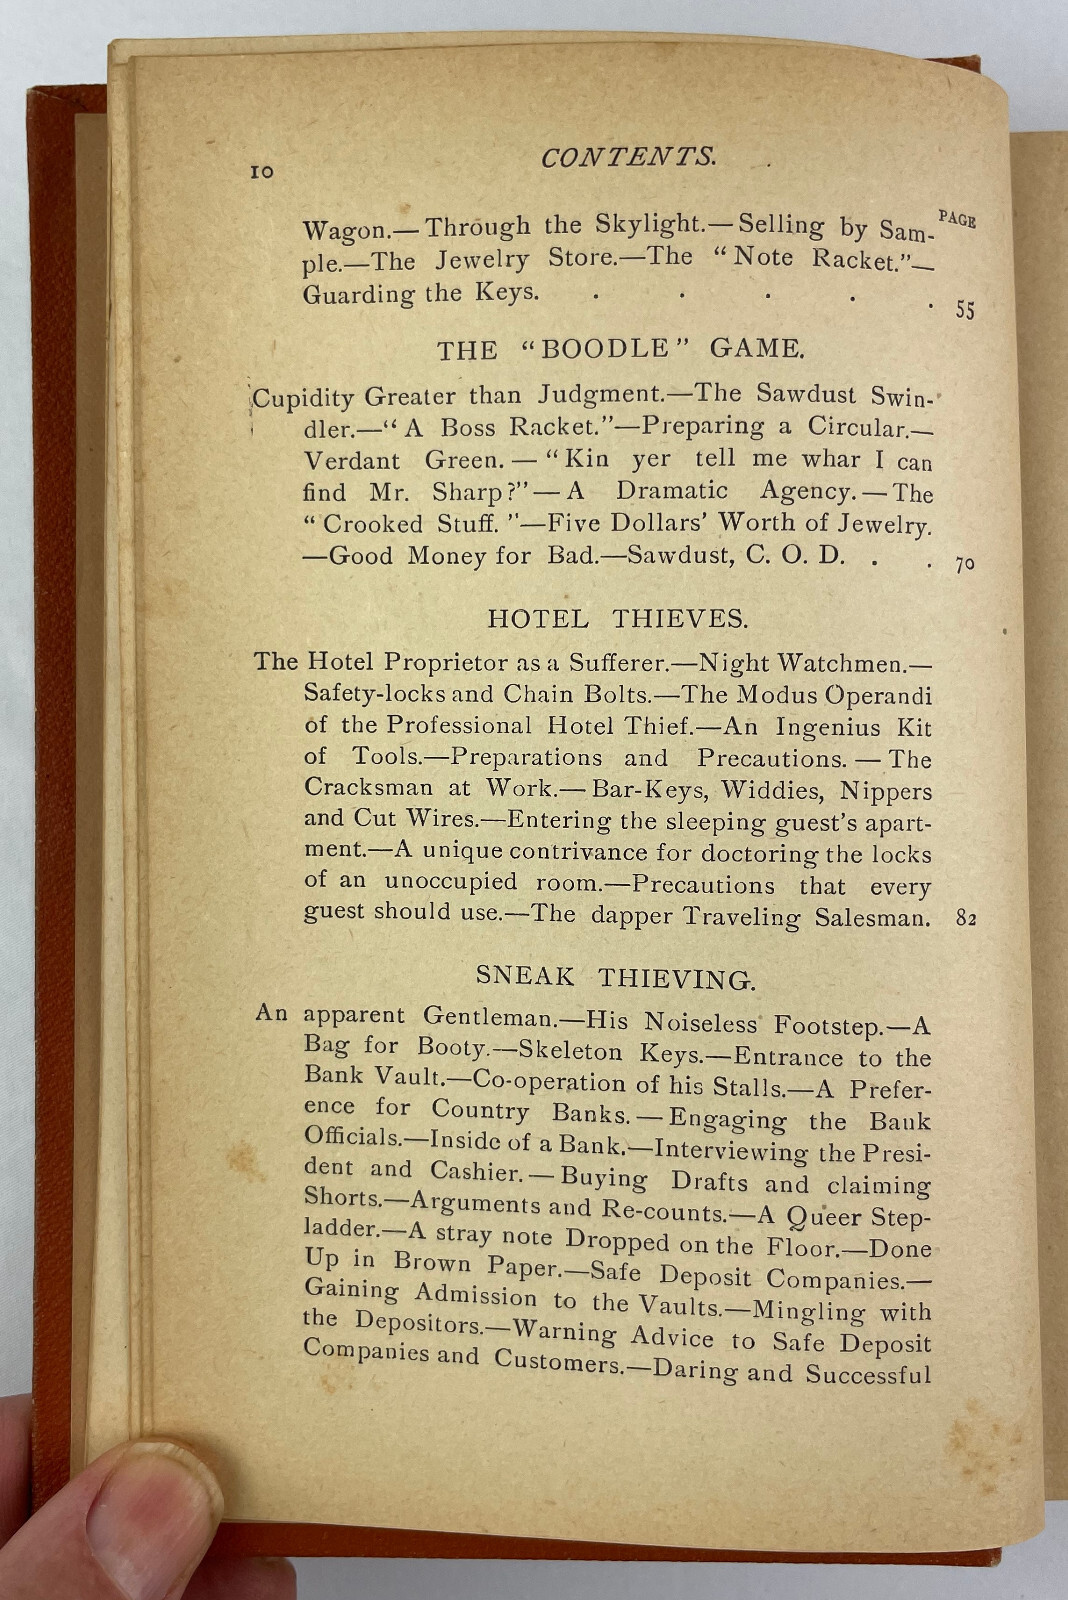 10
CONTENTS.
PAGE
Wagon.—Through the Skylight.—Selling by Sam-
ple.—The Jewelry Store.—The "Note Racket."—
Guarding the Keys. . . . . . 55
THE "BOODLE" GAME.
Cupidity Greater than Judgment.—The Sawdust Swin-
dler.—"A Boss Racket."—Preparing a Circular.—
Verdant Green.—"Kin yer tell me whar I can
find Mr. Sharp?"—A Dramatic Agency.—The
"Crooked Stuff."—Five Dollars' Worth of Jewelry.
—Good Money for Bad.—Sawdust, C. O. D. . . 70
HOTEL THIEVES.
The Hotel Proprietor as a Sufferer.—Night Watchmen.—
Safety-locks and Chain Bolts.—The Modus Operandi
of the Professional Hotel Thief.—An Ingenius Kit
of Tools.—Preparations and Precautions.—The
Cracksman at Work.—Bar-Keys, Widdies, Nippers
and Cut Wires.—Entering the sleeping guest's apart-
ment.—A unique contrivance for doctoring the locks
of an unoccupied room.—Precautions that every
guest should use.—The dapper Traveling Salesman. 82
SNEAK THIEVING.
An apparent Gentleman.—His Noiseless Footstep.—A
Bag for Booty.—Skeleton Keys.—Entrance to the
Bank Vault.—Co-operation of his Stalls.—A Prefer-
ence for Country Banks.—Engaging the Bank
Officials.—Inside of a Bank.—Interviewing the Presi-
dent and Cashier.—Buying Drafts and claiming
Shorts.—Arguments and Re-counts.—A Queer Step-
ladder.—A stray note Dropped on the Floor.—Done
Up in Brown Paper.—Safe Deposit Companies.—
Gaining Admission to the Vaults.—Mingling with
the Depositors.—Warning Advice to Safe Deposit
Companies and Customers.—Daring and Successful